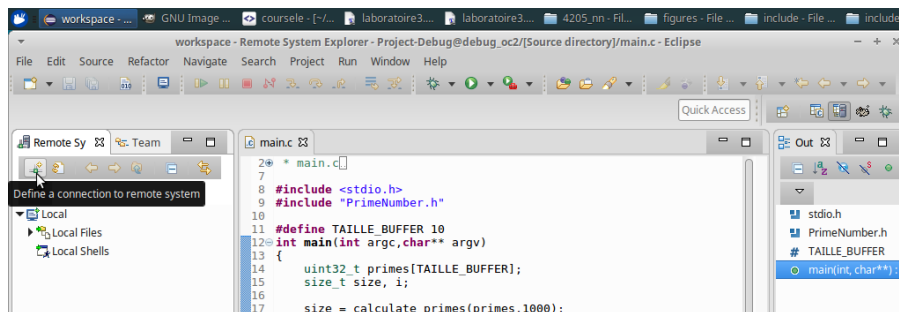 workspace - ...
GNU Image ...
coursele - [~/...
laboratoire3....
laboratoire3....
4205_nn - Fil...
figures - File ...
include - File ...
include
workspace - Remote System Explorer - Project-Debug@debug_oc2/[Source directory]/main.c - Eclipse
File Edit Source Refactor Navigate Search Project Run Window Help
Quick Access
Remote Sy
Team
main.c
Out
Define a connection to remote system
Local
Local Files
Local Shells
2 * main.c
7
8 #include <stdio.h>
9 #include "PrimeNumber.h"
10
11 #define TAILLE_BUFFER 10
12 int main(int argc,char** argv)
13 {
14 uint32_t primes[TAILLE_BUFFER];
15 size_t size, i;
16
17 size = calculate_primes(primes,1000);
stdio.h
PrimeNumber.h
# TAILLE_BUFFER
main(int, char**) :